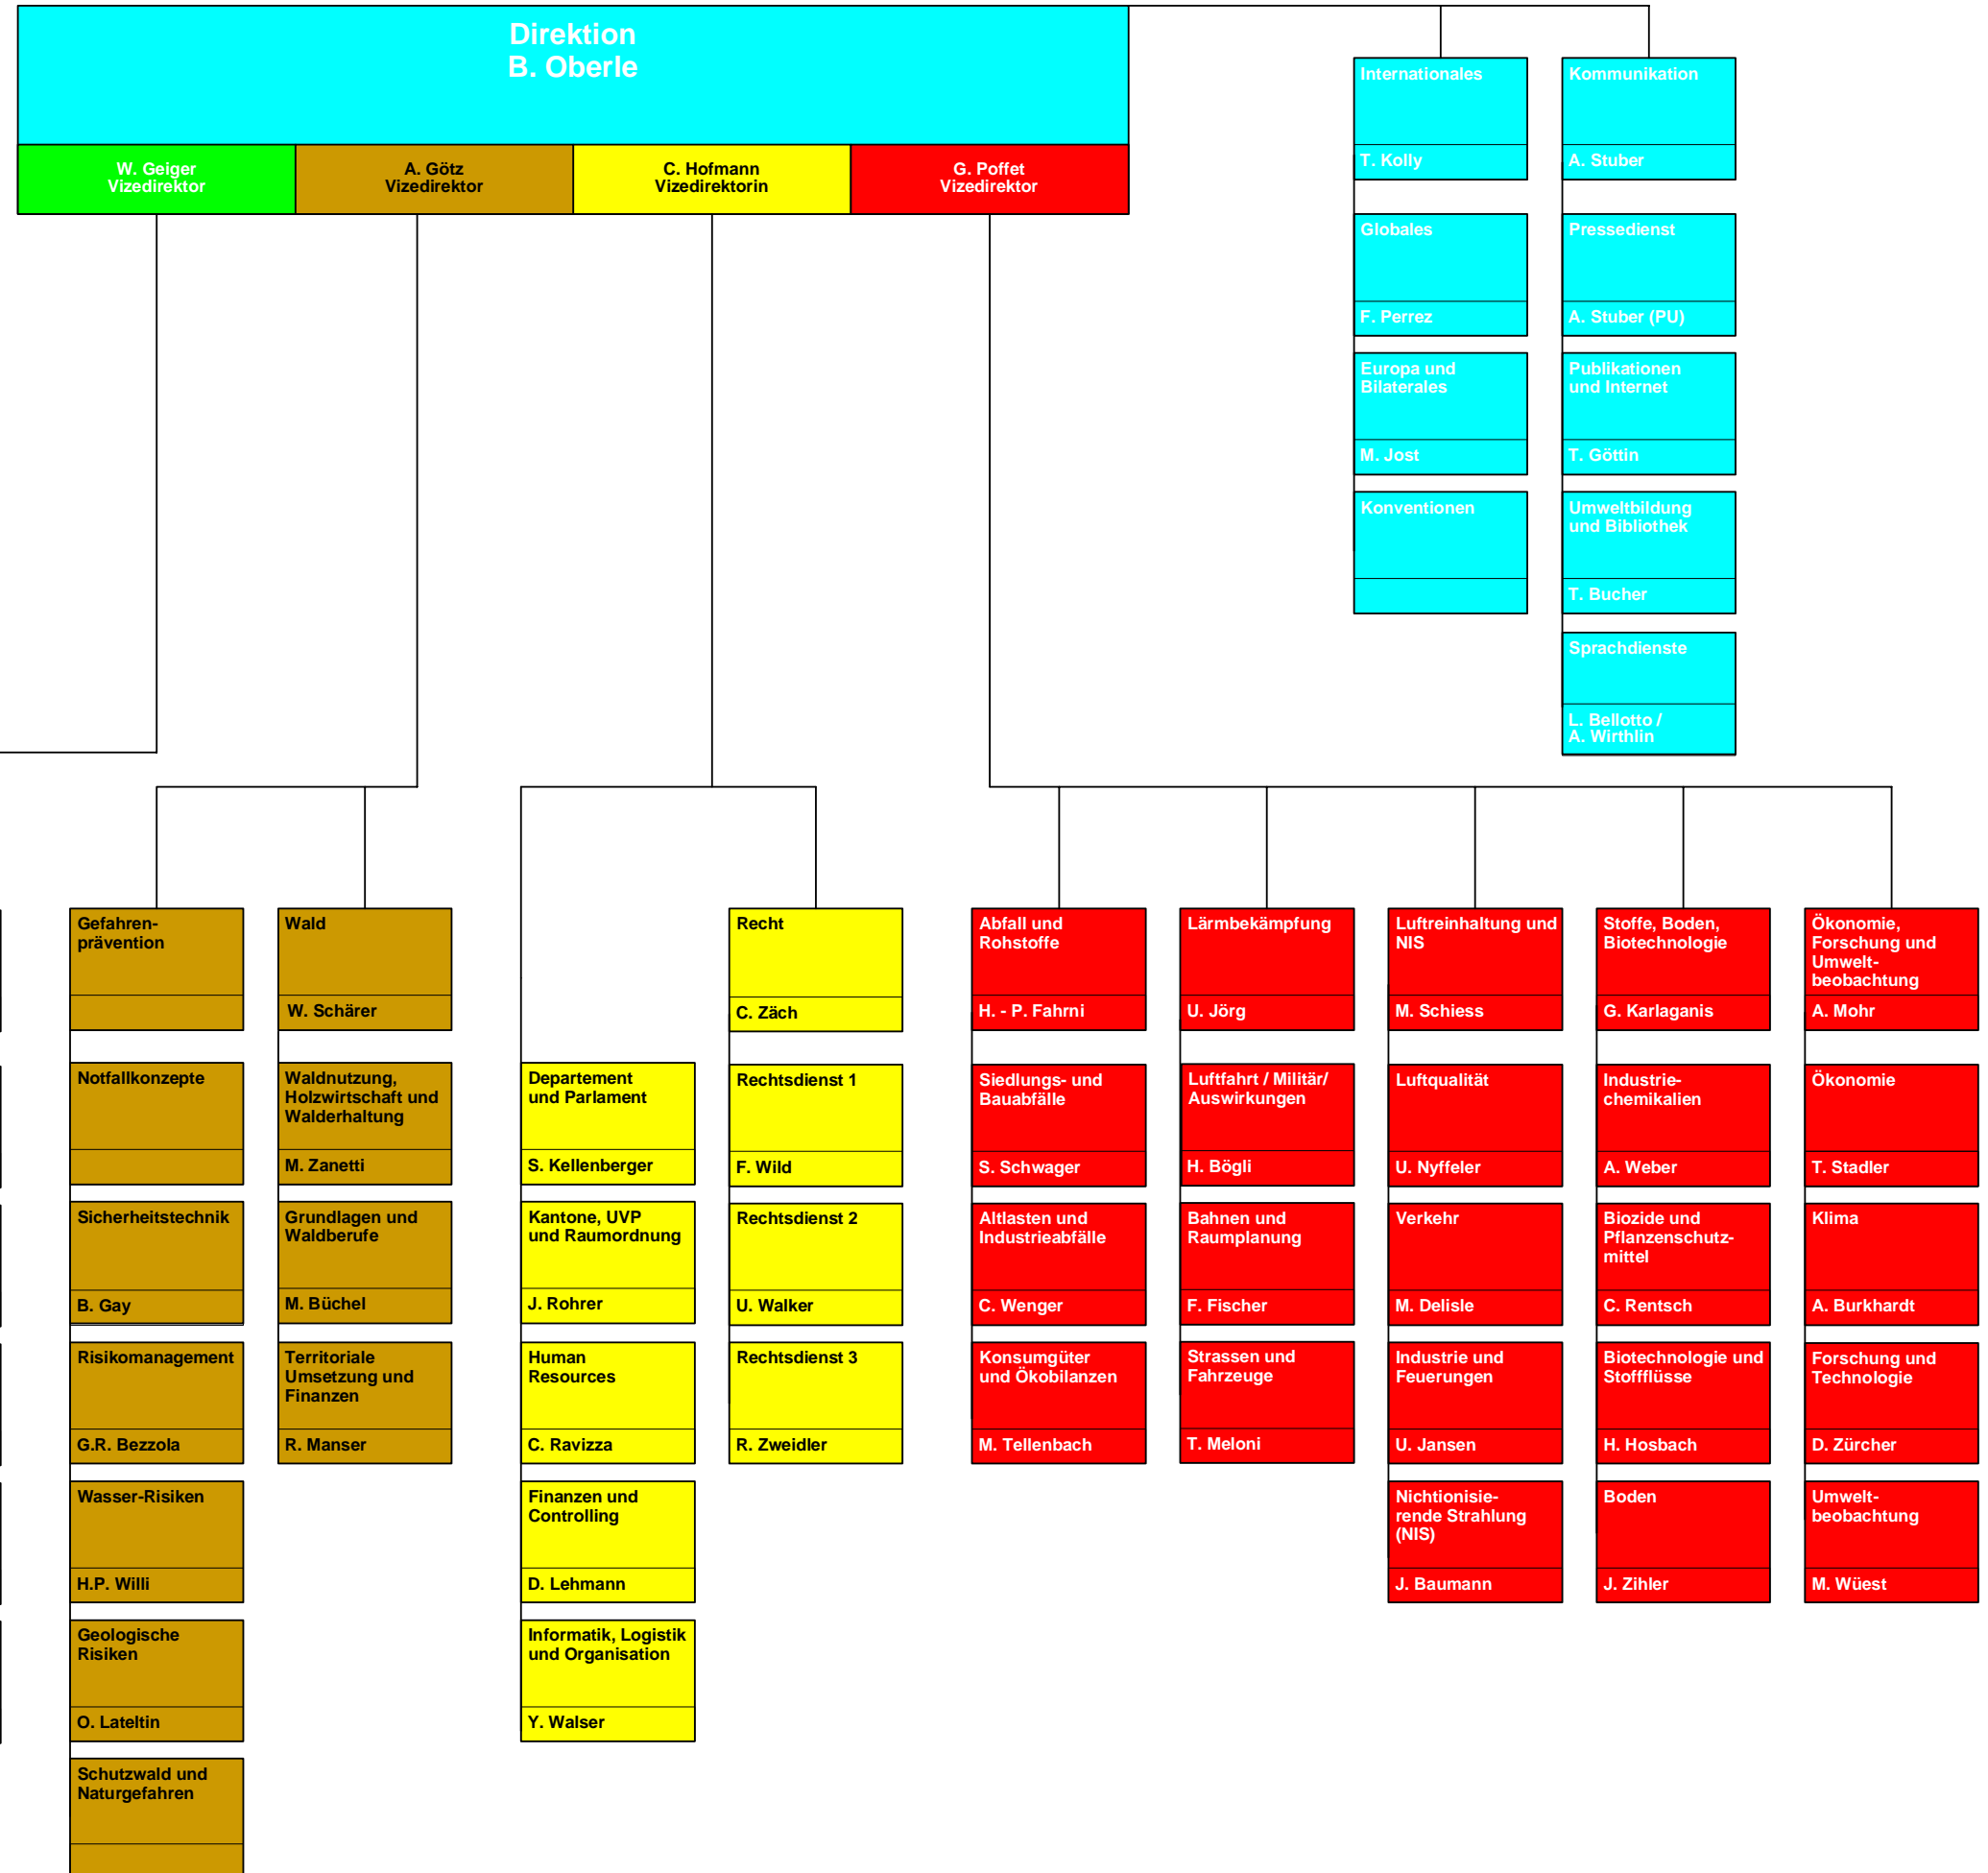 Direktion
B. Oberle
W. Geiger
Vizedirektor
A. Götz
Vizedirektor
C. Hofmann
Vizedirektorin
G. Poffet
Vizedirektor
Internationales
T. Kolly
Globales
F. Perrez
Europa und
Bilaterales
M. Jost
Konventionen
Kommunikation
A. Stuber
Pressedienst
A. Stuber (PU)
Publikationen
und Internet
T. Göttin
Umweltbildung
und Bibliothek
T. Bucher
Sprachdienste
L. Bellotto /
A. Wirthlin
Gefahren-
prävention
Notfallkonzepte
Sicherheitstechnik
B. Gay
Risikomanagement
G.R. Bezzola
Wasser-Risiken
H.P. Willi
Geologische
Risiken
O. Lateltin
Schutzwald und
Naturgefahren
Wald
W. Schärer
Waldnutzung,
Holzwirtschaft und
Walderhaltung
M. Zanetti
Grundlagen und
Waldberufe
M. Büchel
Territoriale
Umsetzung und
Finanzen
R. Manser
Departement
und Parlament
S. Kellenberger
Kantone, UVP
und Raumordnung
J. Rohrer
Human
Resources
C. Ravizza
Finanzen und
Controlling
D. Lehmann
Informatik, Logistik
und Organisation
Y. Walser
Recht
C. Zäch
Rechtsdienst 1
F. Wild
Rechtsdienst 2
U. Walker
Rechtsdienst 3
R. Zweidler
Abfall und
Rohstoffe
H. - P. Fahrni
Siedlungs- und
Bauabfälle
S. Schwager
Altlasten und
Industrieabfälle
C. Wenger
Konsumgüter
und Ökobilanzen
M. Tellenbach
Lärmbekämpfung
U. Jörg
Luftfahrt / Militär/
Auswirkungen
H. Bögli
Bahnen und
Raumplanung
F. Fischer
Strassen und
Fahrzeuge
T. Meloni
Luftreinhaltung und
NIS
M. Schiess
Luftqualität
U. Nyffeler
Verkehr
M. Delisle
Industrie und
Feuerungen
U. Jansen
Nichtionisie-
rende Strahlung
(NIS)
J. Baumann
Stoffe, Boden,
Biotechnologie
G. Karlaganis
Industrie-
chemikalien
A. Weber
Biozide und
Pflanzenschutz-
mittel
C. Rentsch
Biotechnologie und
Stoffflüsse
H. Hosbach
Boden
J. Zihler
Ökonomie,
Forschung und
Umwelt-
beobachtung
A. Mohr
Ökonomie
T. Stadler
Klima
A. Burkhardt
Forschung und
Technologie
D. Zürcher
Umwelt-
beobachtung
M. Wüest